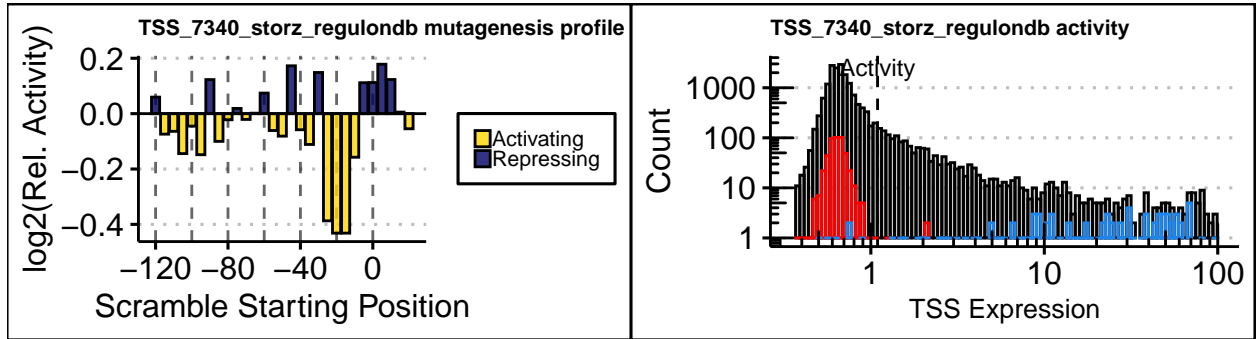 TSS_7340_storz_regulondb mutagenesis profile
log2(Rel. Activity)
0.2
0.0
−0.2
−0.4
−120
−80
−40
0
Scramble Starting Position
Activating
Repressing
TSS_7340_storz_regulondb activity
Activity
Count
1000
100
10
1
1
10
100
TSS Expression